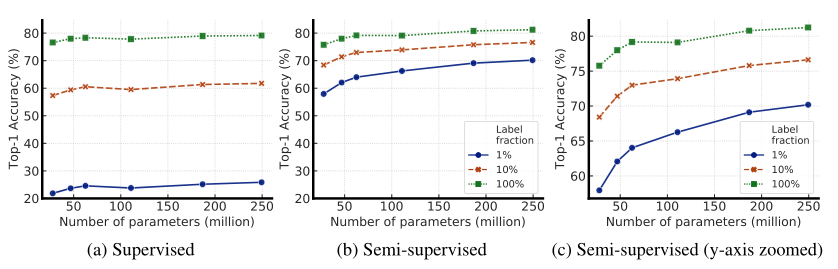 Top-1 Accuracy (%)
80
70
60
50
40
30
20
50 100 150 200 250
Number of parameters (million)
(a) Supervised
Top-1 Accuracy (%)
80
70
60
50
40
30
20
Label
fraction
1%
10%
100%
50 100 150 200 250
Number of parameters (million)
(b) Semi-supervised
Top-1 Accuracy (%)
80
75
70
65
60
Label
fraction
1%
10%
100%
50 100 150 200 250
Number of parameters (million)
(c) Semi-supervised (y-axis zoomed)